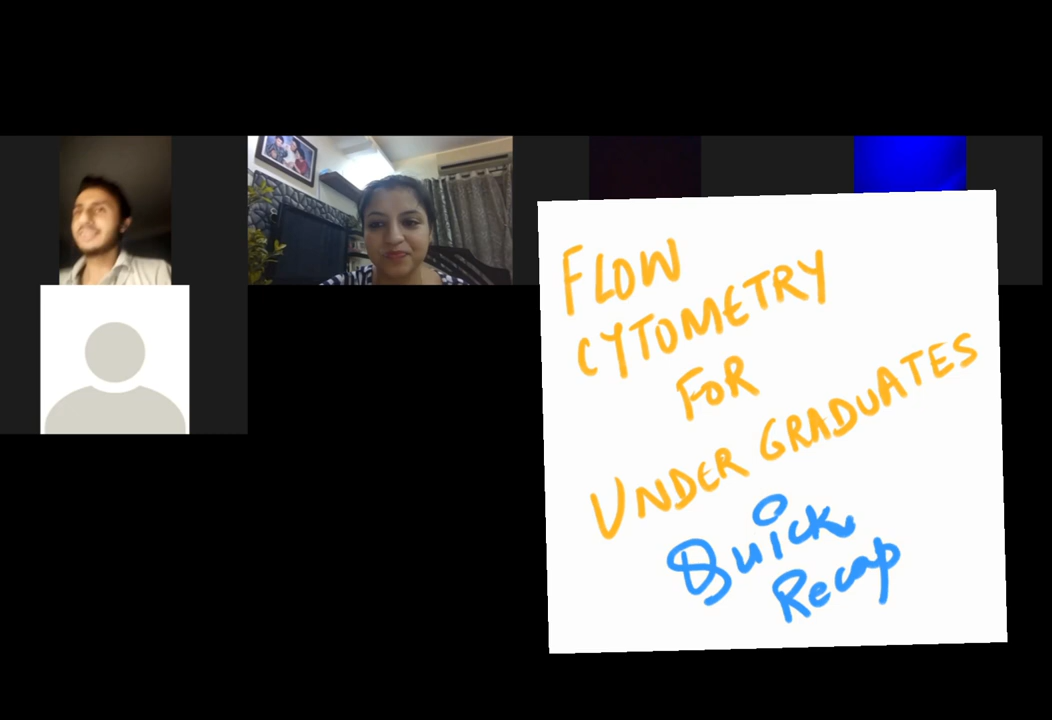 FLOW
CYTOMETRY
FOR
UNDER GRADUATES
Quick
Recap